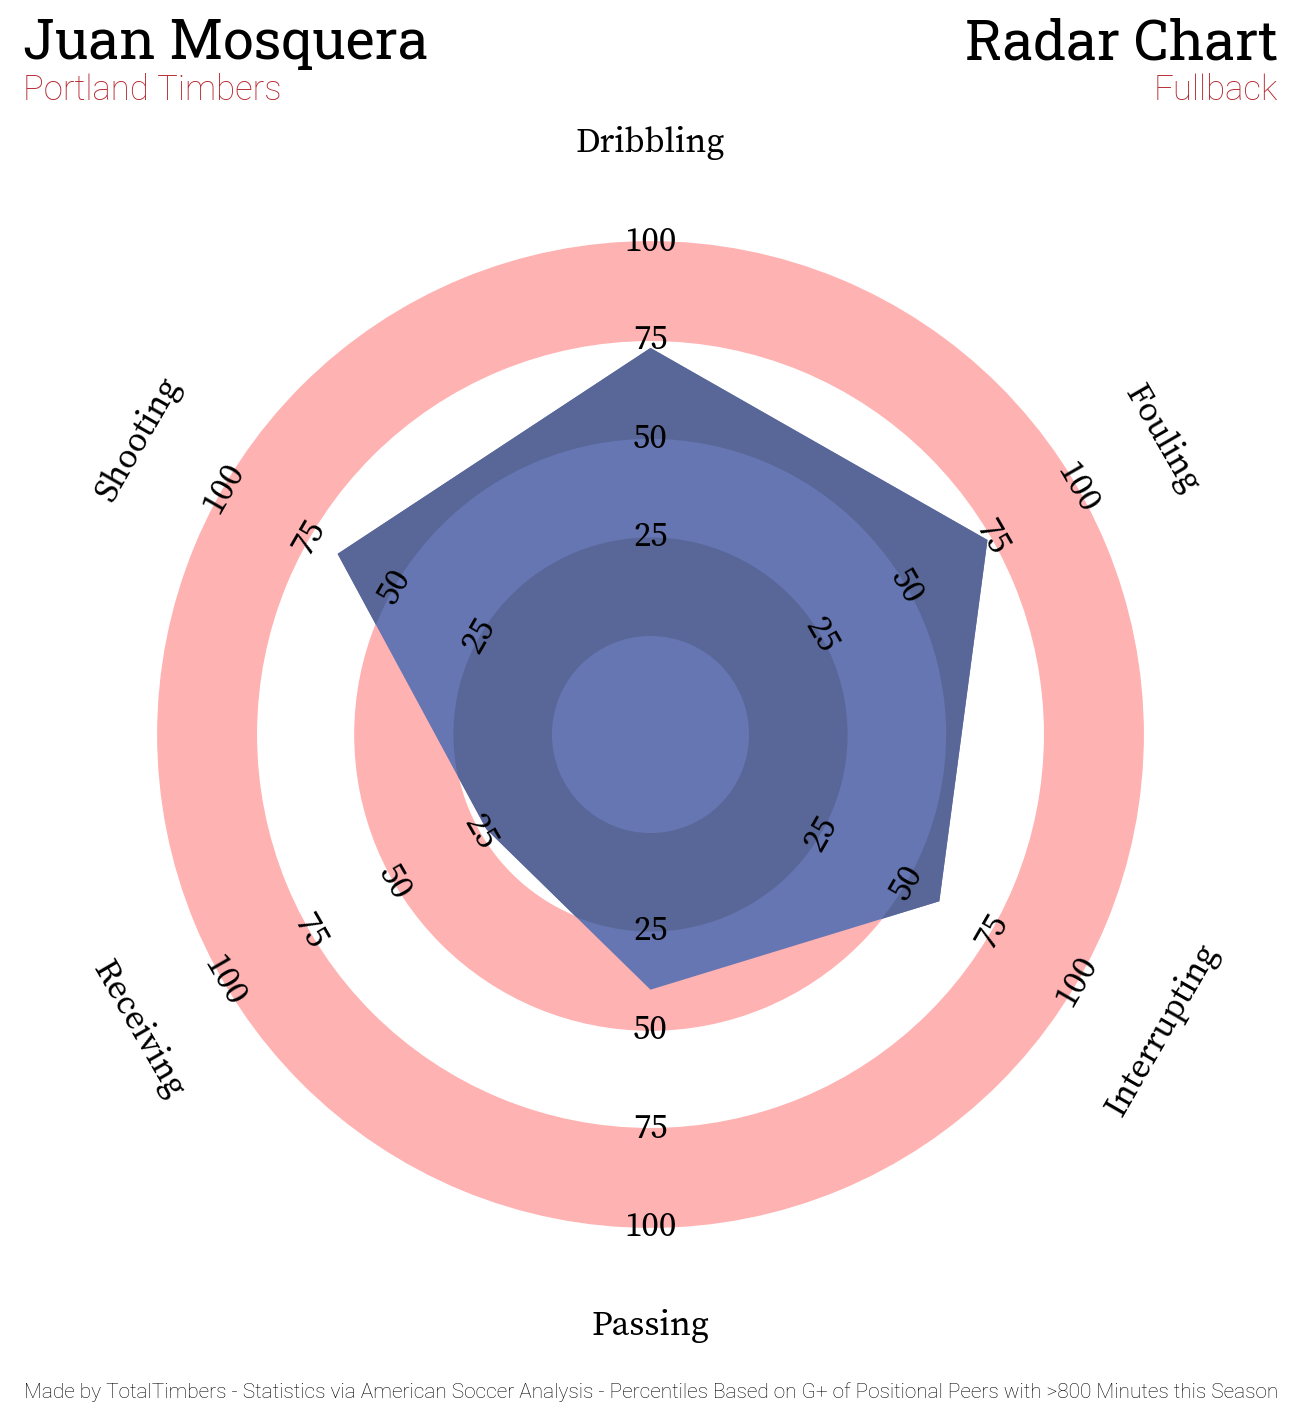 Juan Mosquera
Radar Chart
Portland Timbers
Fullback
Dribbling
100
75
50
25
Fouling
100
75
50
25
Interrupting
100
75
50
25
Passing
100
75
50
25
Receiving
100
75
50
25
Shooting
100
75
50
25
Made by TotalTimbers - Statistics via American Soccer Analysis - Percentiles Based on G+ of Positional Peers with >800 Minutes this Season